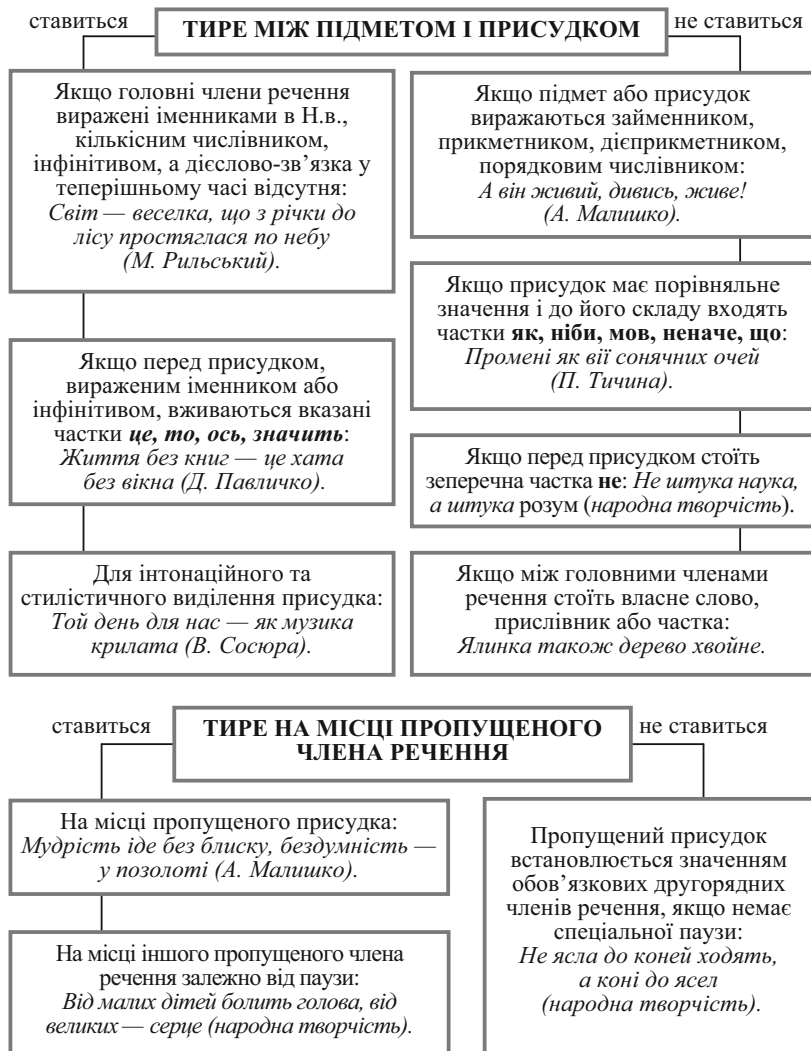 ставиться
ТИРЕ МІЖ ПІДМЕТОМ І ПРИСУДКОМ
не ставиться
Якщо головні члени речення
виражені іменниками в Н.в.,
кількісним числівником,
інфінітивом, а дієслово-зв’язка у
теперішньому часі відсутня:
Світ — веселка, що з річки до
лісу простяглася по небу
(М. Рильський).
Якщо перед присудком,
вираженим іменником або
інфінітивом, вживаються вказані
частки це, то, ось, значить:
Життя без книг — це хата
без вікна (Д. Павличко).
Для інтонаційного та
стилістичного виділення присудка:
Той день для нас — як музика
крилата (В. Сосюра).
Якщо підмет або присудок
виражаються займенником,
прикметником, дієприкметником,
порядковим числівником:
А він живий, дивись, живе!
(А. Малишко).
Якщо присудок має порівняльне
значення і до його складу входять
частки як, ніби, мов, неначе, що:
Промені як вії сонячних очей
(П. Тичина).
Якщо перед присудком стоїть
зеперечна частка не: Не штука наука,
а штука розум (народна творчість).
Якщо між головними членами
речення стоїть власне слово,
прислівник або частка:
Ялинка також дерево хвойне.
ставиться
ТИРЕ НА МІСЦІ ПРОПУЩЕНОГО
ЧЛЕНА РЕЧЕННЯ
не ставиться
На місці пропущеного присудка:
Мудрість іде без блиску, бездумність —
у позолоті (А. Малишко).
На місці іншого пропущеного члена
речення залежно від паузи:
Від малих дітей болить голова, від
великих — серце (народна творчість).
Пропущений присудок
встановлюється значенням
обов’язкових другорядних
членів речення, якщо немає
спеціальної паузи:
Не ясла до коней ходять,
а коні до ясел
(народна творчість).